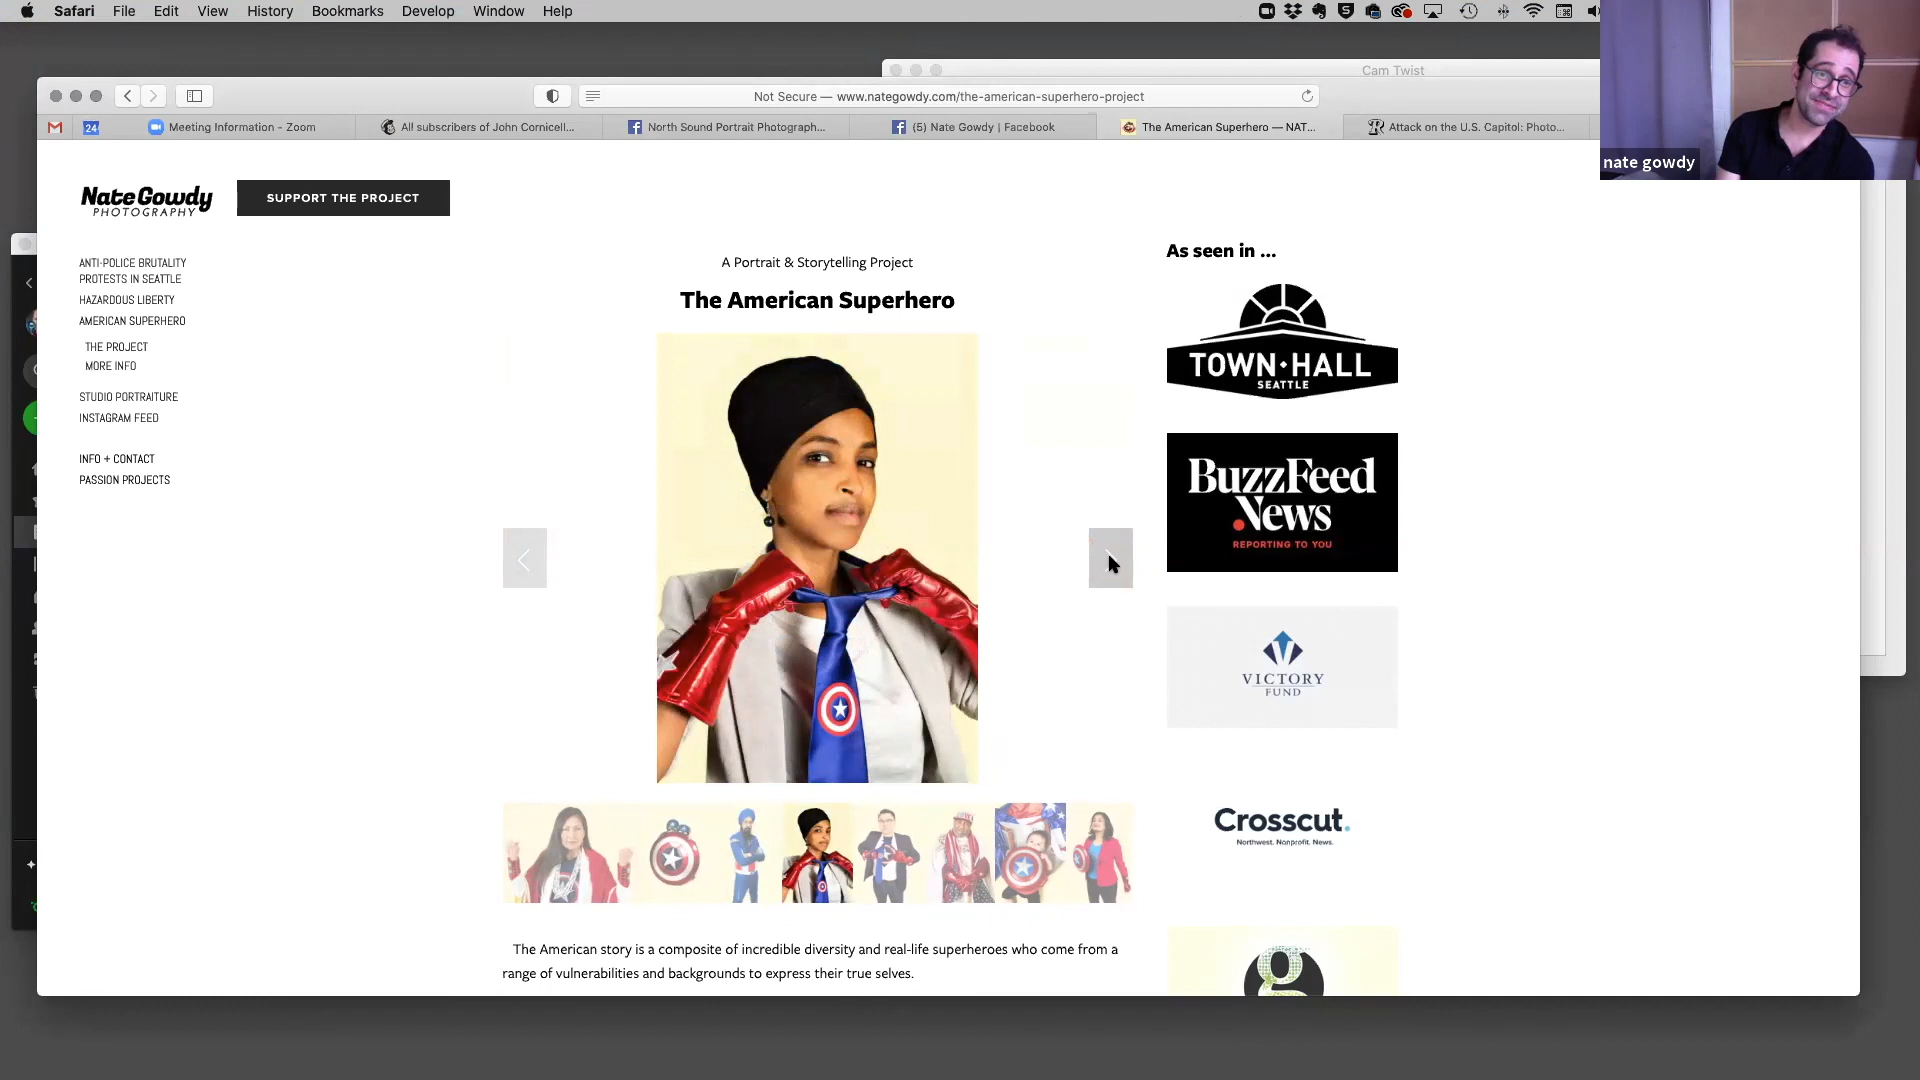 Safari File Edit View History Bookmarks Develop Window Help
Cam Twist
Not Secure — www.nategowdy.com/the-american-superhero-project
24
Meeting Information - Zoom
All subscribers of John Cornicell...
North Sound Portrait Photograph...
(5) Nate Gowdy | Facebook
The American Superhero — NAT...
Attack on the U.S. Capitol: Photo...
nate gowdy
Nate Gowdy
PHOTOGRAPHY
SUPPORT THE PROJECT
ANTI-POLICE BRUTALITY
PROTESTS IN SEATTLE
HAZARDOUS LIBERTY
AMERICAN SUPERHERO
THE PROJECT
MORE INFO
STUDIO PORTRAITURE
INSTAGRAM FEED
INFO + CONTACT
PASSION PROJECTS
A Portrait & Storytelling Project
The American Superhero
The American story is a composite of incredible diversity and real-life superheroes who come from a
range of vulnerabilities and backgrounds to express their true selves.
As seen in ...
TOWN·HALL
SEATTLE
BuzzFeed
News
REPORTING TO YOU
VICTORY
FUND
Crosscut.
Northwest. Nonprofit. News.
g